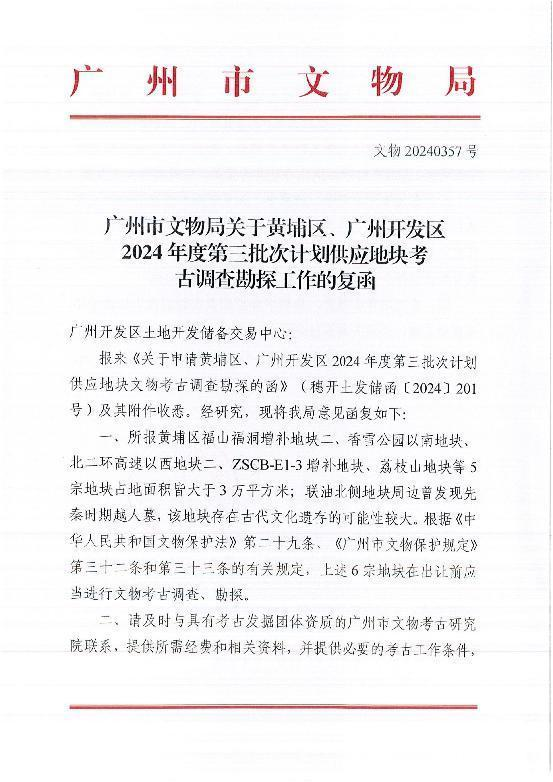 广州市文物局
文物 20240357 号
广州市文物局关于黄埔区、广州开发区
2024 年度第三批次计划供应地块考
古调查勘探工作的复函
广州开发区土地开发储备交易中心：
报来《关于申请黄埔区、广州开发区 2024 年度第三批次计划
供应地块文物考古调查勘探的函》（穗开土发储函〔2024〕201
号）及其附件收悉。经研究，现将我局意见函复如下：
一、所报黄埔区福山福洞增补地块二、香雪公园以南地块、
北二环高速以西地块二、ZSCB-E1-3 增补地块、荔枝山地块等 5
宗地块占地面积皆大于 3 万平方米；联油北侧地块周边曾发现先
秦时期越人墓，该地块存在古代文化遗存的可能性较大。根据《中
华人民共和国文物保护法》第二十九条、《广州市文物保护规定》
第三十二条和第三十三条的有关规定，上述 6 宗地块在出让前应
当进行文物考古调查、勘探。
二、请及时与具有考古发掘团体资质的广州市文物考古研究
院联系，提供所需经费和相关资料，并提供必要的考古工作条件，